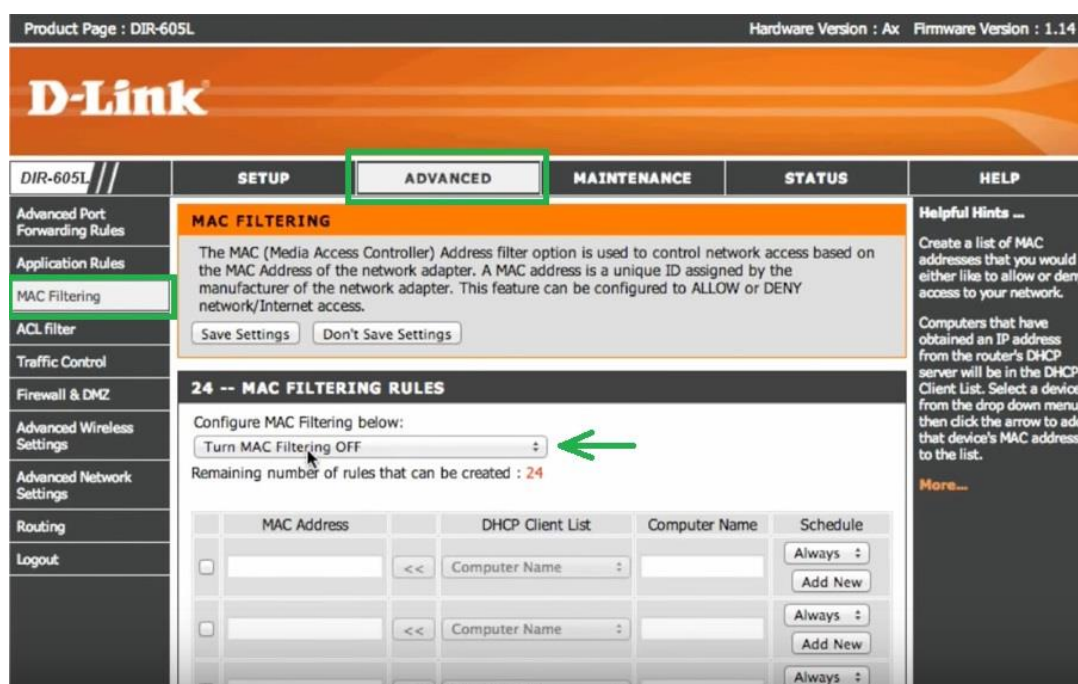 Product Page : DIR-605L
Hardware Version : Ax
Firmware Version : 1.14
D-Link
DIR-605L
SETUP
ADVANCED
MAINTENANCE
STATUS
HELP
Advanced Port
Forwarding Rules
Application Rules
MAC Filtering
ACL filter
Traffic Control
Firewall & DMZ
Advanced Wireless
Settings
Advanced Network
Settings
Routing
Logout
MAC FILTERING
The MAC (Media Access Controller) Address filter option is used to control network access based on
the MAC Address of the network adapter. A MAC address is a unique ID assigned by the
manufacturer of the network adapter. This feature can be configured to ALLOW or DENY
network/Internet access.
Save Settings
Don't Save Settings
24 -- MAC FILTERING RULES
Configure MAC Filtering below:
Turn MAC Filtering OFF
Remaining number of rules that can be created : 24
MAC Address
DHCP Client List
Computer Name
Schedule
<<
Computer Name
Always
Add New
<<
Computer Name
Always
Add New
Always
Helpful Hints ...
Create a list of MAC
addresses that you would
either like to allow or deny
access to your network.
Computers that have
obtained an IP address
from the router's DHCP
server will be in the DHCP
Client List. Select a device
from the drop down menu
then click the arrow to add
that device's MAC address
to the list.
More...